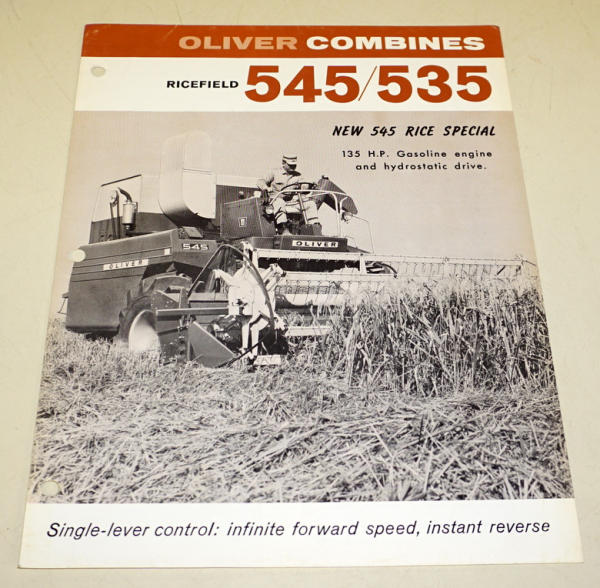 OLIVER COMBINES
RICEFIELD 545/535
NEW 545 RICE SPECIAL
135 H.P. Gasoline engine
and hydrostatic drive.
545
OLIVER
OLIVER
Single-lever control: infinite forward speed, instant reverse